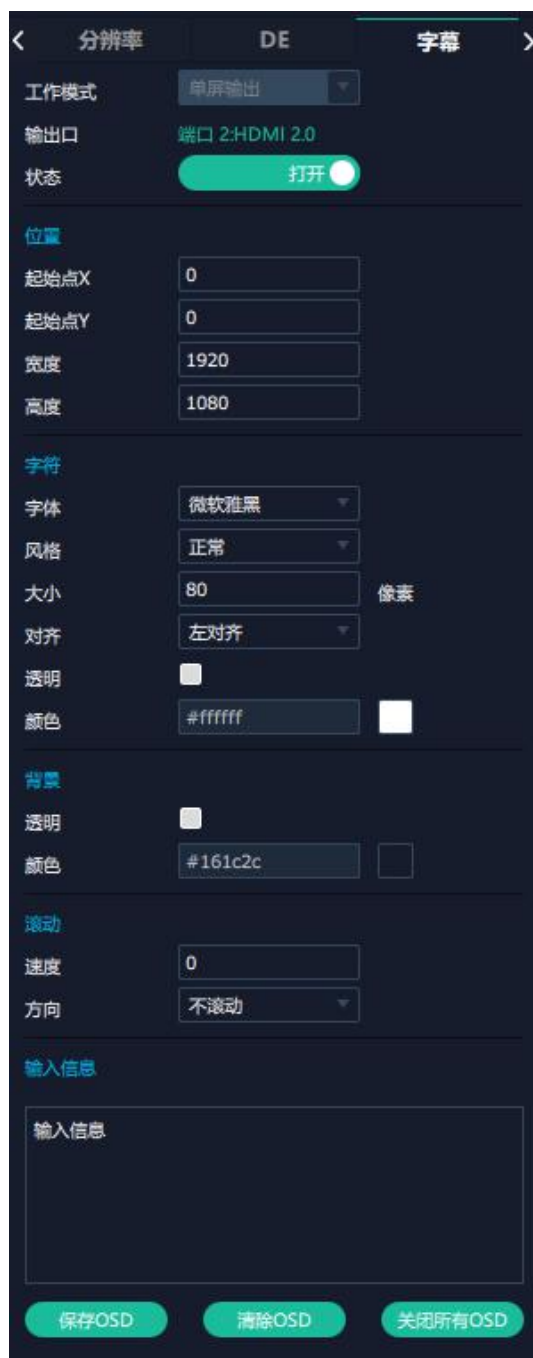 分辨率 DE 字幕
工作模式 单屏输出
输出口 端口 2:HDMI 2.0
状态 打开
位置
起始点X 0
起始点Y 0
宽度 1920
高度 1080
字符
字体 微软雅黑
风格 正常
大小 80 像素
对齐 左对齐
透明
颜色 #ffffff
背景
透明
颜色 #161c2c
滚动
速度 0
方向 不滚动
输入信息
输入信息
保存OSD 清除OSD 关闭所有OSD